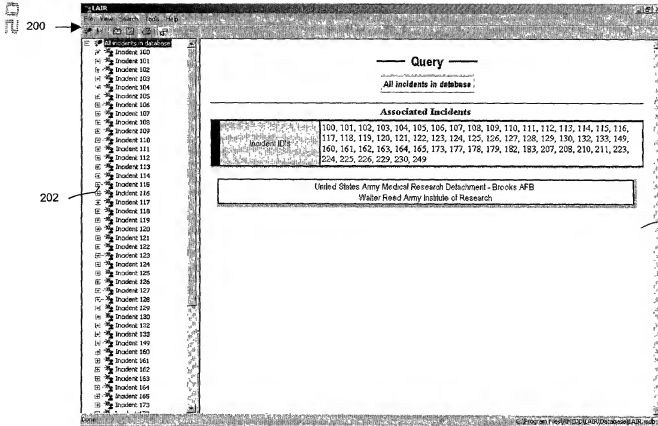 LAIR
File View Search Tools Help
200
All incidents in database
Incident 100
Incident 101
Incident 102
Incident 103
Incident 104
Incident 105
Incident 106
Incident 107
Incident 108
Incident 109
Incident 110
Incident 111
Incident 112
Incident 113
Incident 114
Incident 115
Incident 116
Incident 117
Incident 118
Incident 119
Incident 120
Incident 121
Incident 122
Incident 123
Incident 124
Incident 125
Incident 126
Incident 127
Incident 128
Incident 129
Incident 130
Incident 132
Incident 133
Incident 149
Incident 160
Incident 161
Incident 162
Incident 163
Incident 164
Incident 165
Incident 173
202
Query
All incidents in database
Associated Incidents
Incident ID's
100, 101, 102, 103, 104, 105, 106, 107, 108, 109, 110, 111, 112, 113, 114, 115, 116,
117, 118, 119, 120, 121, 122, 123, 124, 125, 126, 127, 128, 129, 130, 132, 133, 149,
160, 161, 162, 163, 164, 165, 173, 177, 178, 179, 182, 183, 207, 208, 210, 211, 223,
224, 225, 226, 229, 230, 249
United States Army Medical Research Detachment - Brooks AFB
Walter Reed Army Institute of Research
Done